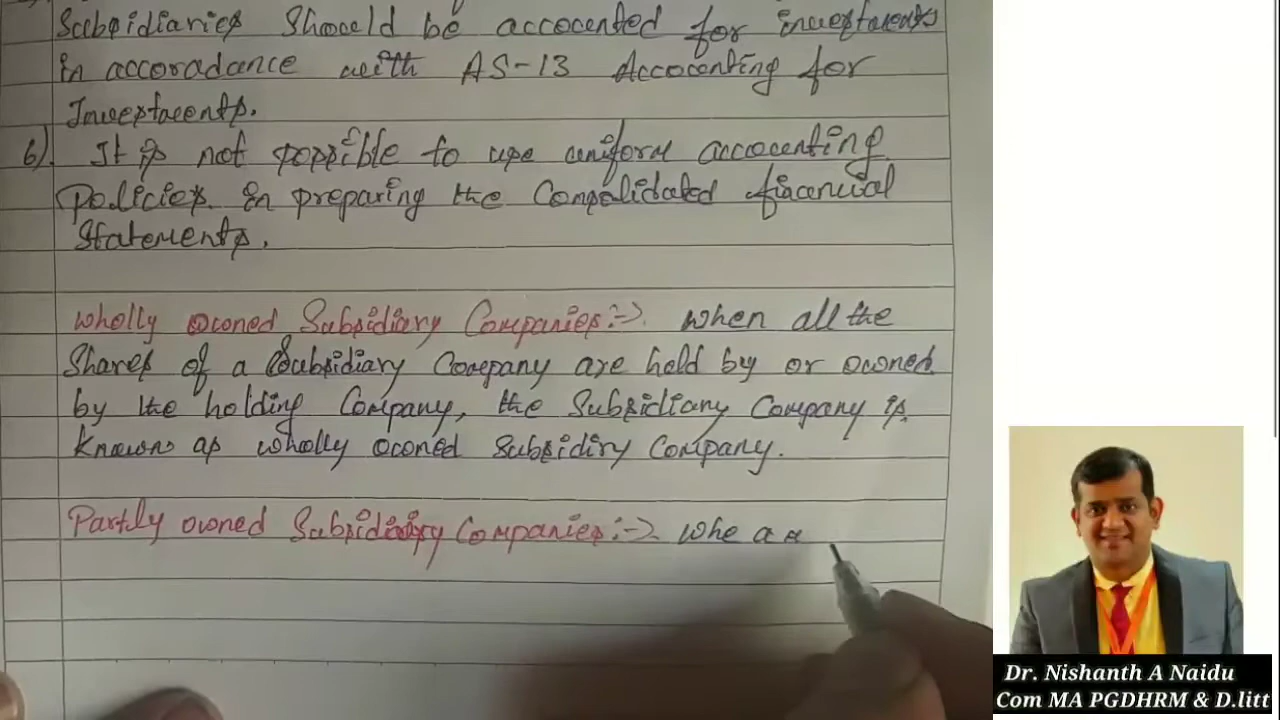 Subsidiaries Should be accounted for investments
in accoradance with AS-13 Accounting for
Investments.
6) It is not possible to use uniform accounting
Policies in preparing the Consolidated financial
Statements.
Wholly owned Subsidiary Companies:-> When all the
Shares of a Subsidiary Company are held by or owned
by the holding Company, the Subsidiary Company is
known as wholly owned Subsidiry Company.
Partly owned Subsidiary Companies:-> Whe a
Dr. Nishanth A Naidu
Com MA PGDHRM & D.litt